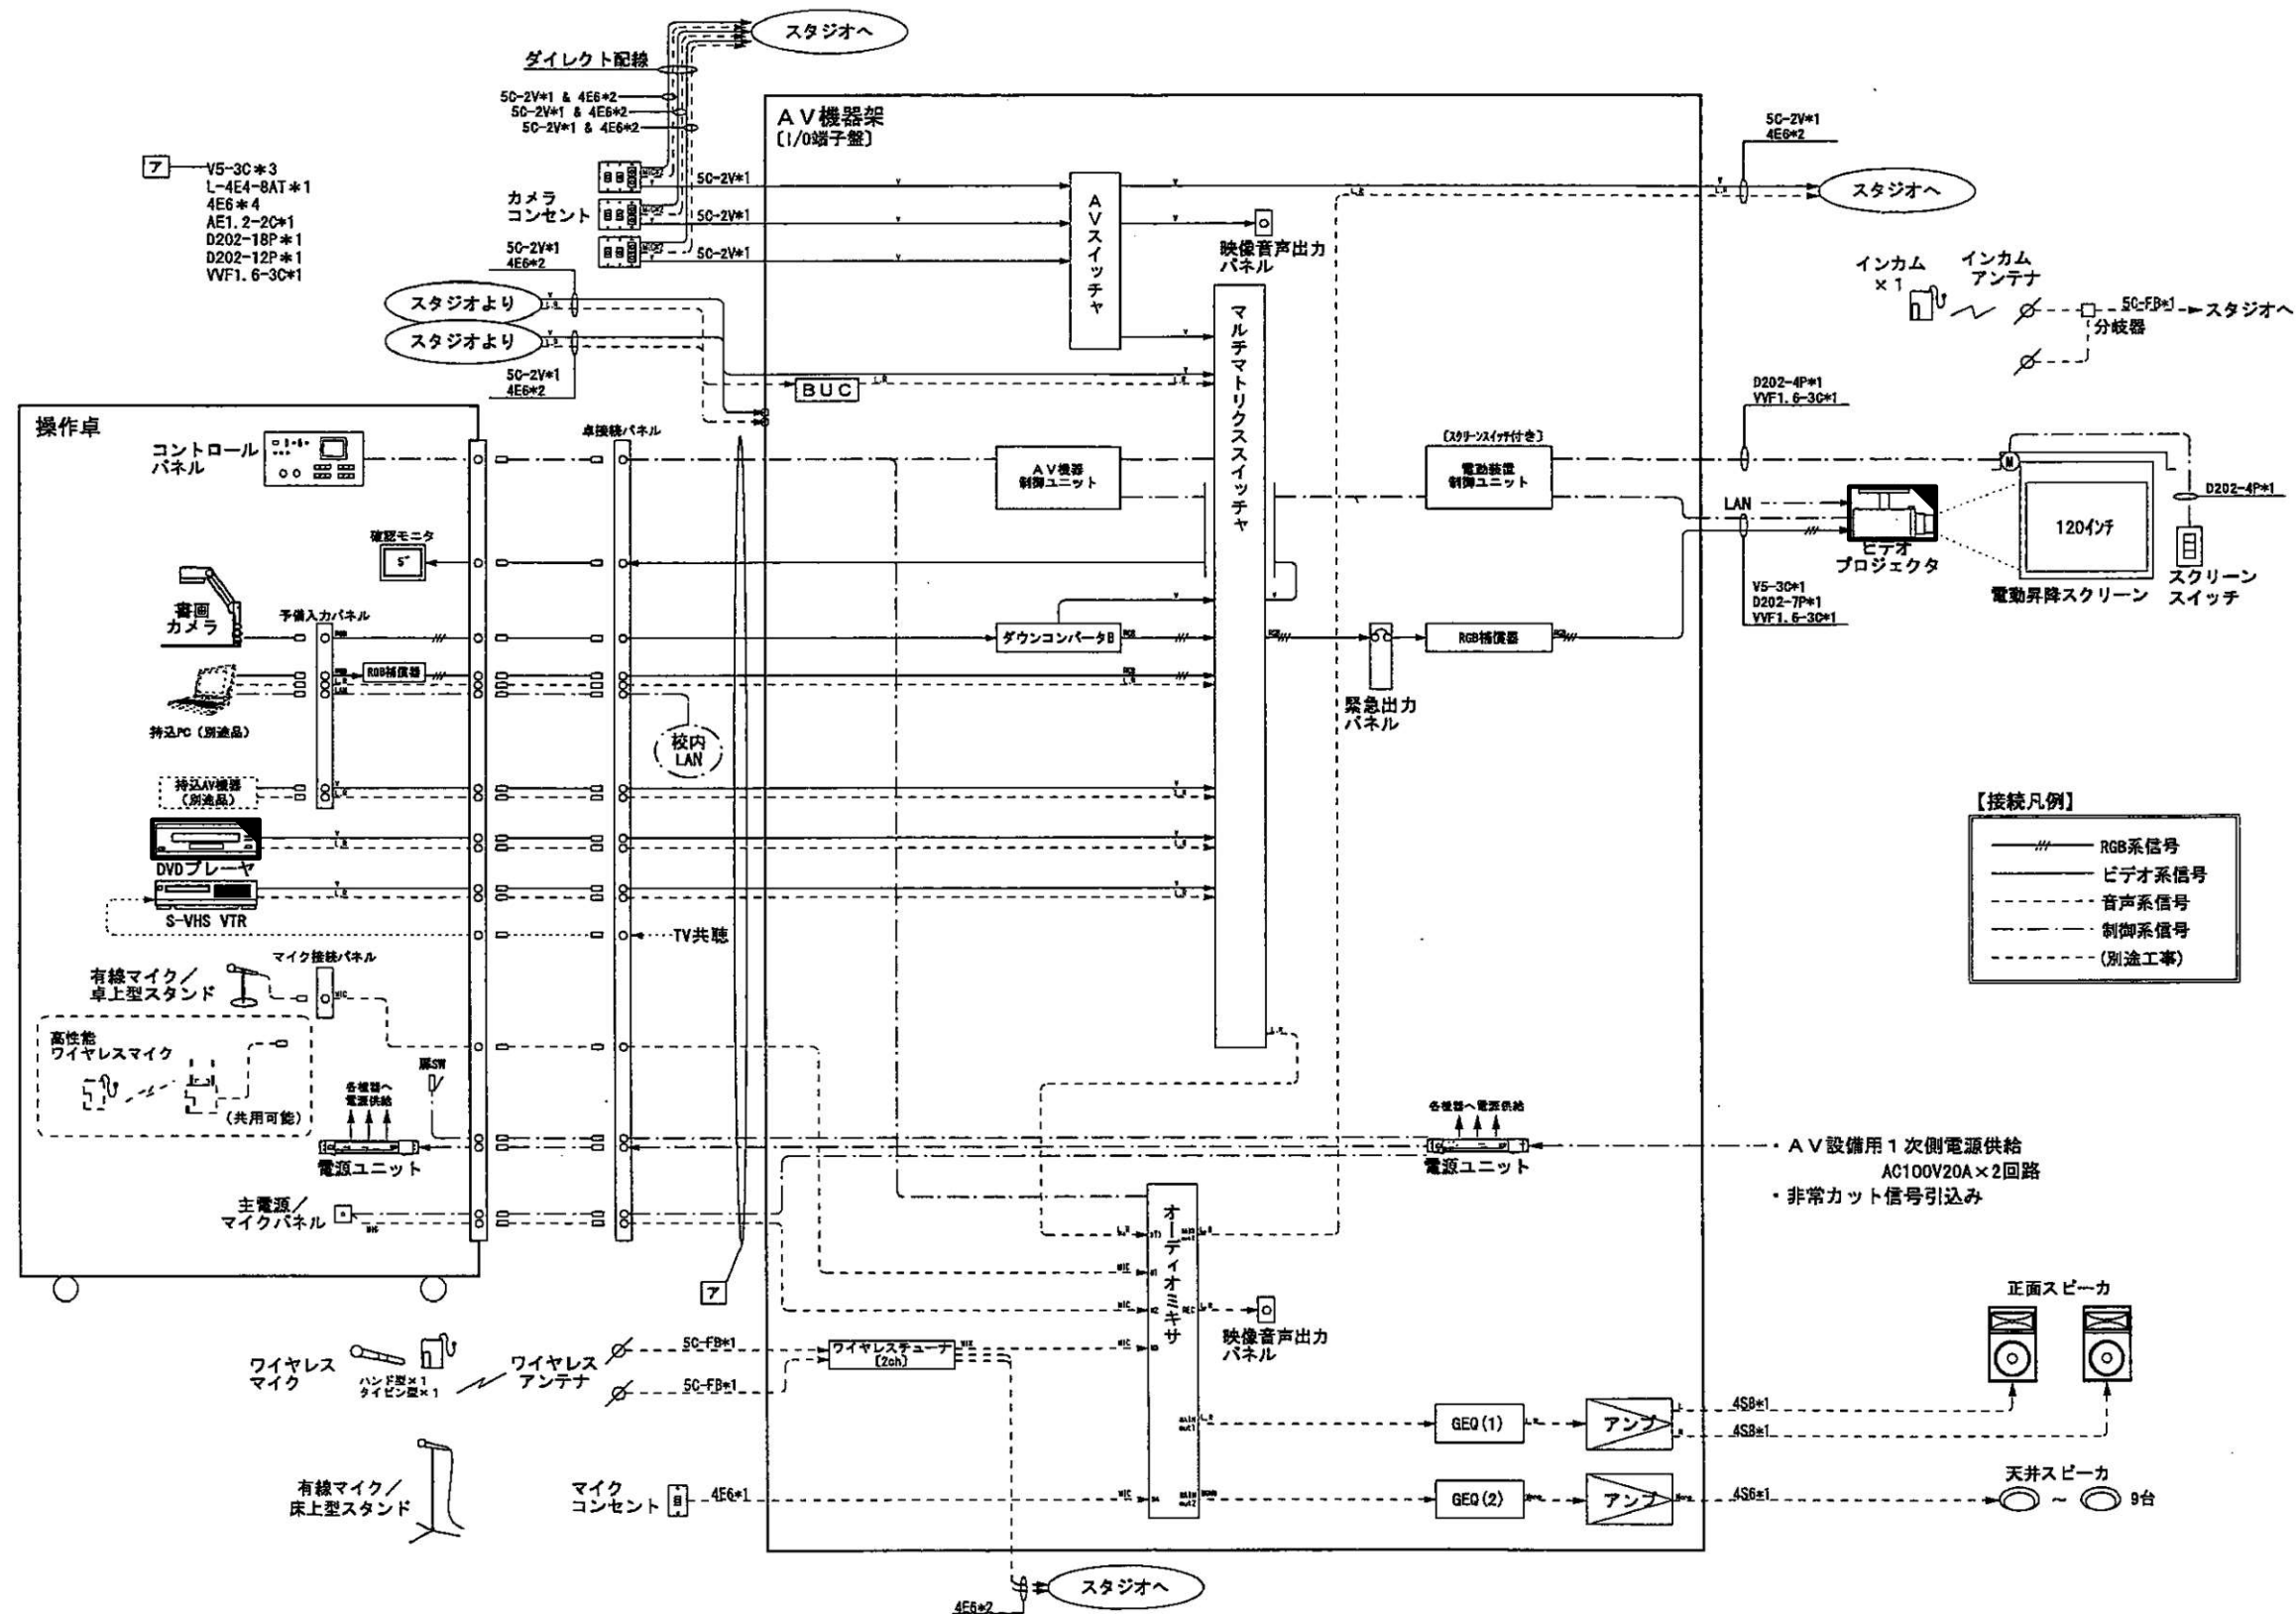 スタジオへ
ダイレクト配線
5C-2V*1 & 4E6*2
5C-2V*1 & 4E6*2
5C-2V*1 & 4E6*2
AV機器架
〔I/O端子盤〕
5C-2V*1
4E6*2
スタジオへ
ア
V5-3C*3
L-4E4-8AT*1
4E6*4
AE1.2-2C*1
D202-18P*1
D202-12P*1
VVF1.6-3C*1
カメラ
コンセント
5C-2V*1
5C-2V*1
5C-2V*1
AVスイッチャ
映像音声出力
パネル
5C-2V*1
4E6*2
スタジオより
スタジオより
5C-2V*1
4E6*2
BUC
マルチマトリクススイッチャ
インカム
×1
インカム
アンテナ
5C-FB*1
スタジオへ
分岐器
操作卓
コントロール
パネル
卓接続パネル
AV機器
制御ユニット
〔スクリーンスイッチ付き〕
電動装置
制御ユニット
D202-4P*1
VVF1.6-3C*1
M
LAN
120インチ
D202-4P*1
ビデオ
プロジェクタ
電動昇降スクリーン
スクリーン
スイッチ
V5-3C*1
D202-7P*1
VVF1.6-3C*1
確認モニタ
5"
書画
カメラ
予備入力パネル
ダウンコンバータB
RGB補償器
緊急出力
パネル
RGB補償器
持込PC（別途品）
校内
LAN
持込AV機器
（別途品）
DVDプレーヤ
S-VHS VTR
TV共聴
【接続凡例】
RGB系信号
ビデオ系信号
音声系信号
制御系信号
(別途工事)
マイク接続パネル
有線マイク／
卓上型スタンド
MIC
高性能
ワイヤレスマイク
(共用可能)
扉SW
各機器へ
電源供給
電源ユニット
各機器へ電源供給
電源ユニット
・AV設備用1次側電源供給
AC100V20A×2回路
・非常カット信号引込み
主電源／
マイクパネル
MIC
オーディオミキサ
L.R
MIC
MIC
REC
L.R
映像音声出力
パネル
ア
ワイヤレス
マイク
ハンド型×1
タイピン型×1
ワイヤレス
アンテナ
5C-FB*1
5C-FB*1
ワイヤレスチューナ
〔2ch〕
MIC
正面スピーカ
GEQ(1)
アンプ
4S8*1
4S8*1
有線マイク／
床上型スタンド
マイク
コンセント
4E6*1
MIC
GEQ(2)
アンプ
4S6*1
天井スピーカ
～
9台
スタジオへ
4E6*2